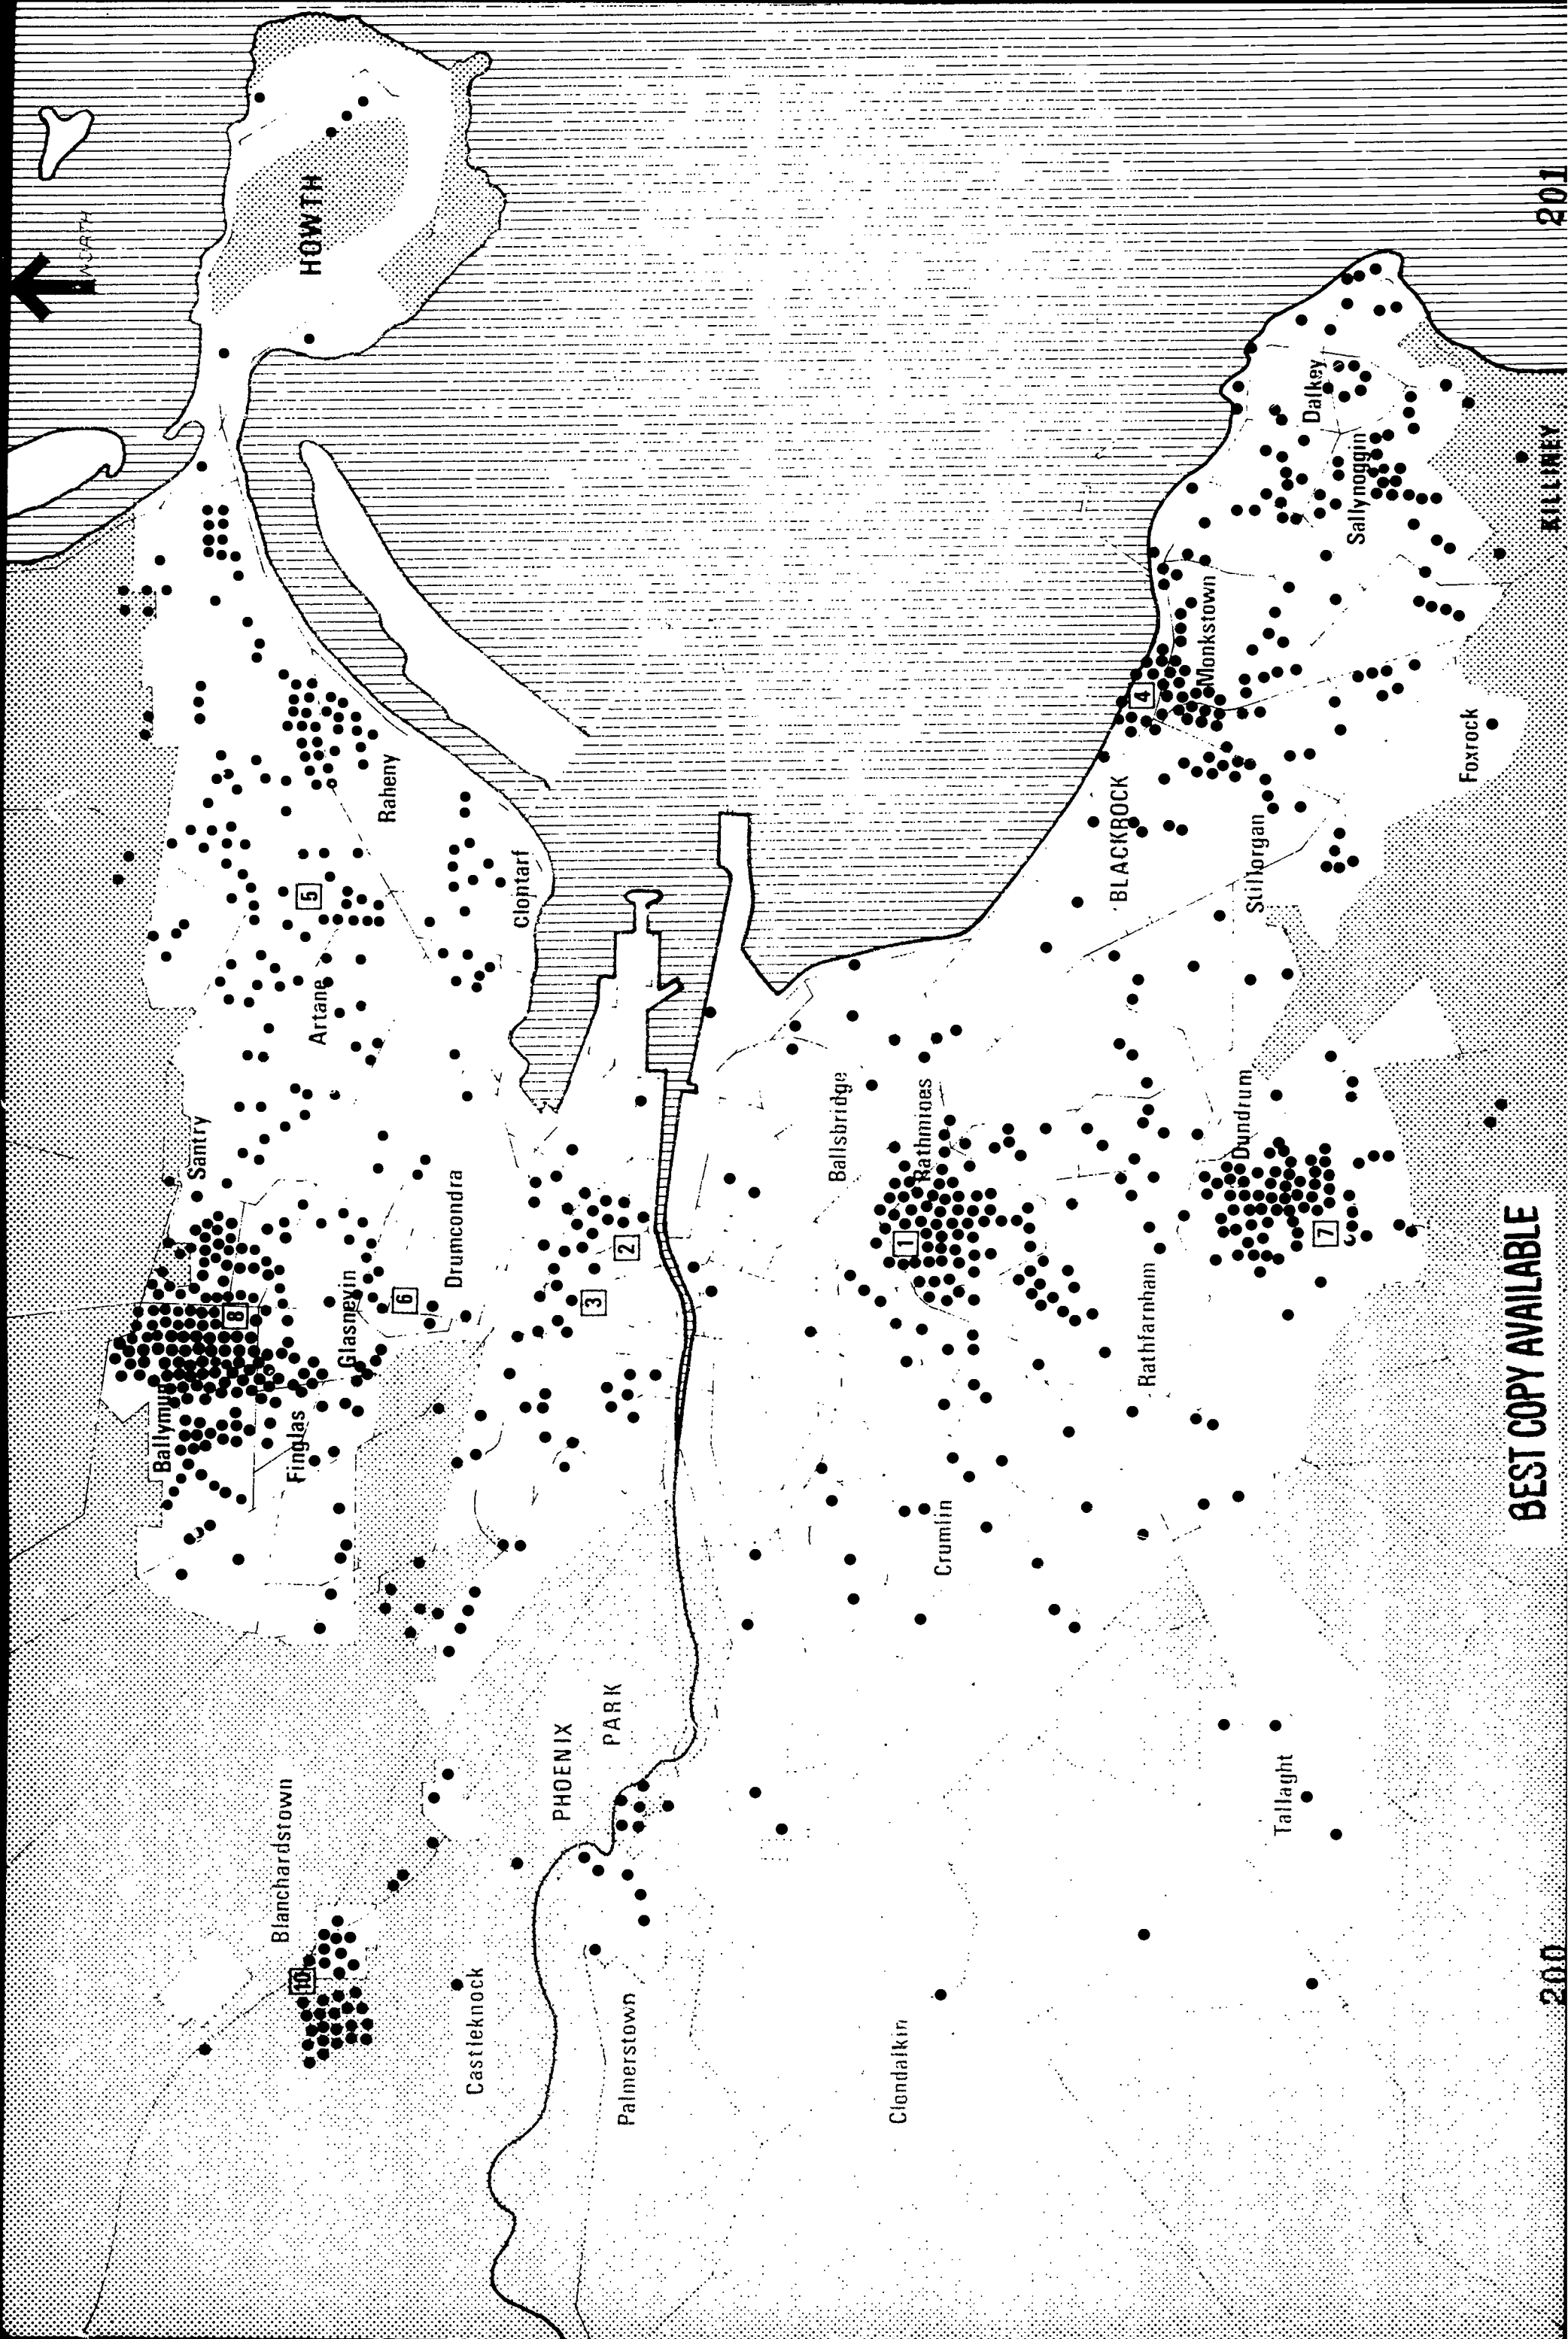 NORTH
HOWTH
Blanchardstown
10
Castleknock
PHOENIX
PARK
Palmerstown
Clondalkin
Tallaght
Ballymun
Finglas
8
Glasnevin
6
Santry
Drumcondra
Artane
5
Raheny
Clontarf
3
2
Ballsbridge
Rathmines
1
Crumlin
Rathfarnham
Dundrum
7
BLACKROCK
4
Monkstown
Stillorgan
Foxrock
Sallynoggin
Dalkey
KILLINEY
BEST COPY AVAILABLE
200
201